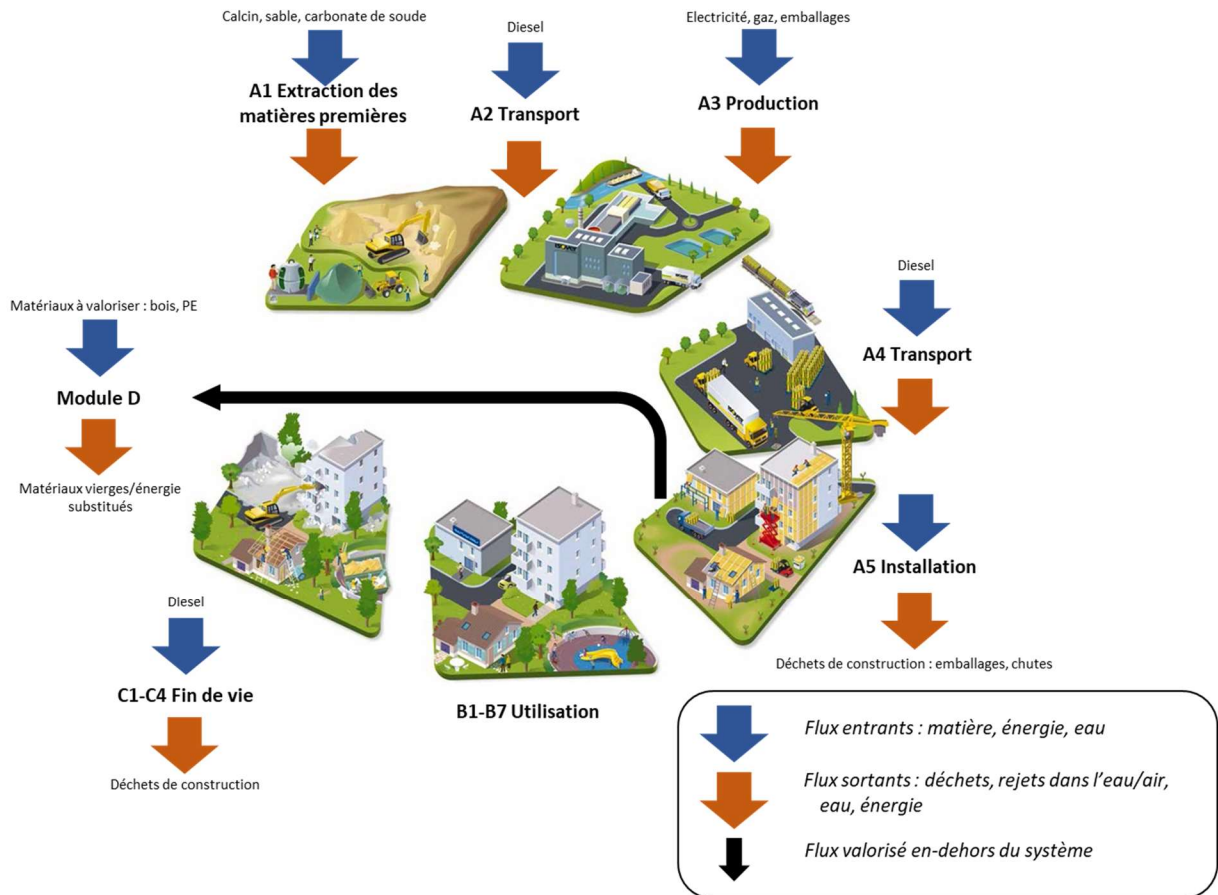 Calcin, sable, carbonate de soude
A1 Extraction des
matières premières
Diesel
A2 Transport
Electricité, gaz, emballages
A3 Production
Diesel
A4 Transport
A5 Installation
Déchets de construction : emballages, chutes
Matériaux à valoriser : bois, PE
Module D
Matériaux vierges/énergie
substitués
Diesel
C1-C4 Fin de vie
Déchets de construction
B1-B7 Utilisation
Flux entrants : matière, énergie, eau
Flux sortants : déchets, rejets dans l’eau/air,
eau, énergie
Flux valorisé en-dehors du système